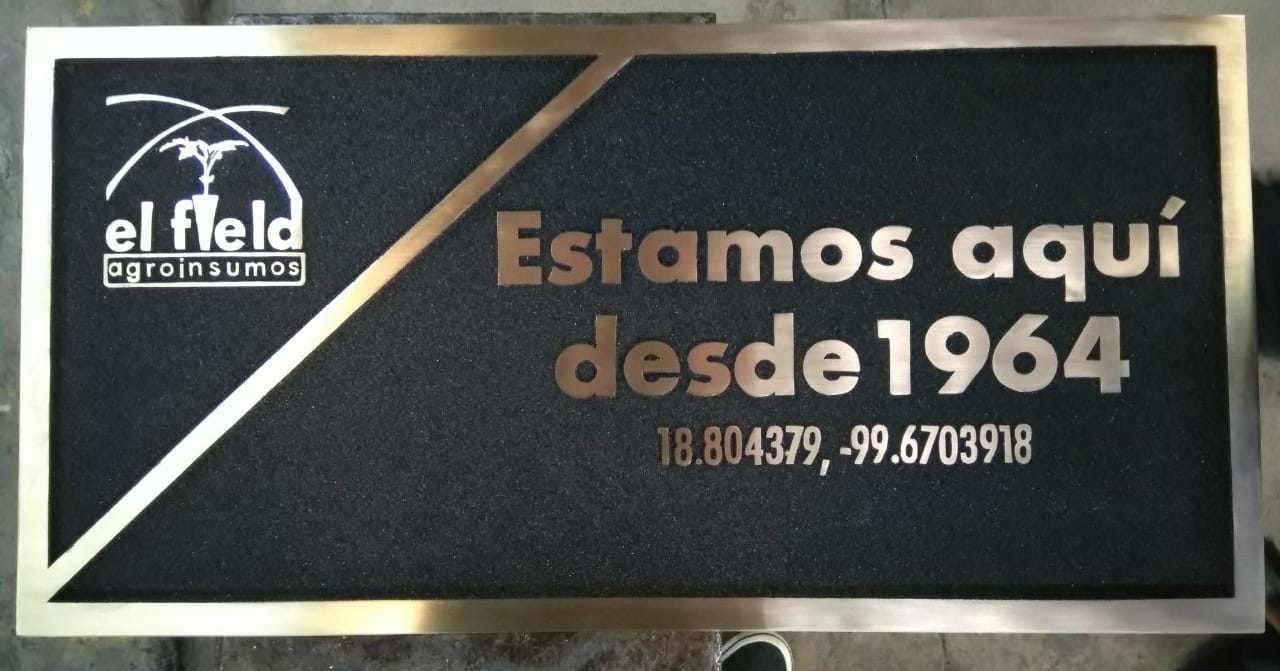 el field
agroinsumos
Estamos aquí
desde 1964
18.804379, -99.6703918